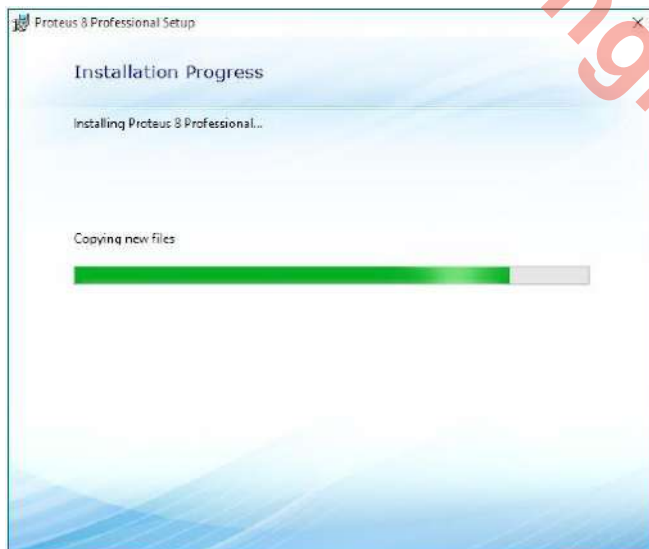 Proteus 8 Professional Setup
Installation Progress
Installing Proteus 8 Professional...
Copying new files